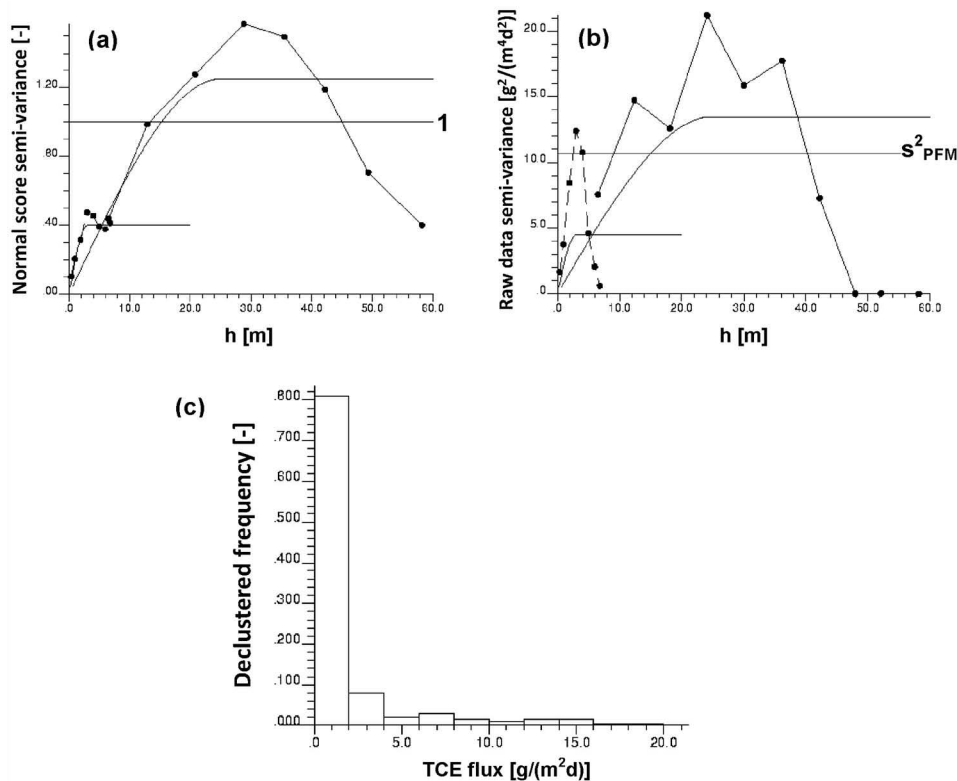 (a)
Normal score semi-variance [-]
1.20
.80
.40
.00
.0 10.0 20.0 30.0 40.0 50.0 60.0
h [m]
1
(b)
Raw data semi-variance [g²/(m⁴d²)]
20.0
15.0
10.0
5.0
.0
.0 10.0 20.0 30.0 40.0 50.0 60.0
h [m]
s²PFM
(c)
Declustered frequency [-]
.800
.700
.600
.500
.400
.300
.200
.100
.000
.0 5.0 10.0 15.0 20.0
TCE flux [g/(m²d)]